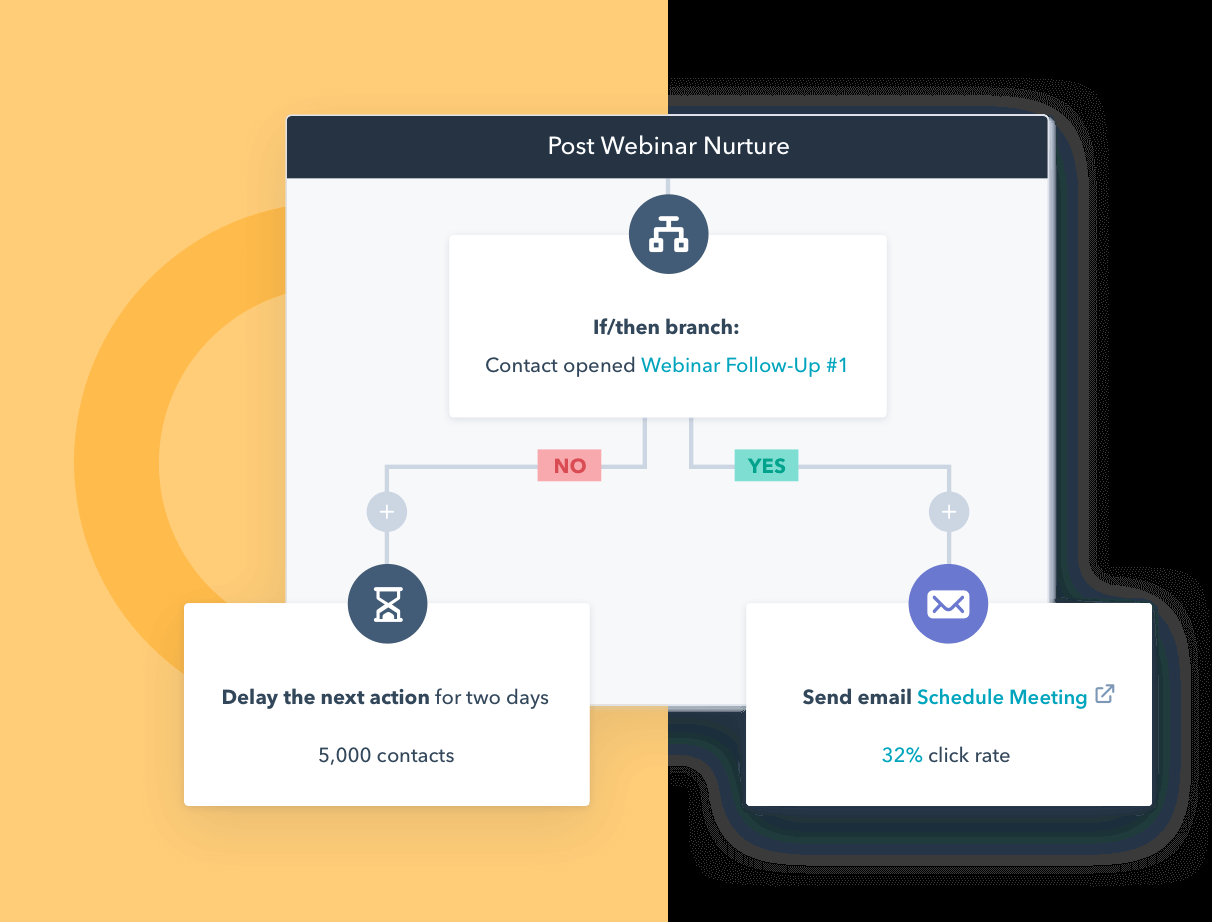 Post Webinar Nurture
If/then branch:
Contact opened Webinar Follow-Up #1
NO
YES
Delay the next action for two days
5,000 contacts
Send email Schedule Meeting
32% click rate